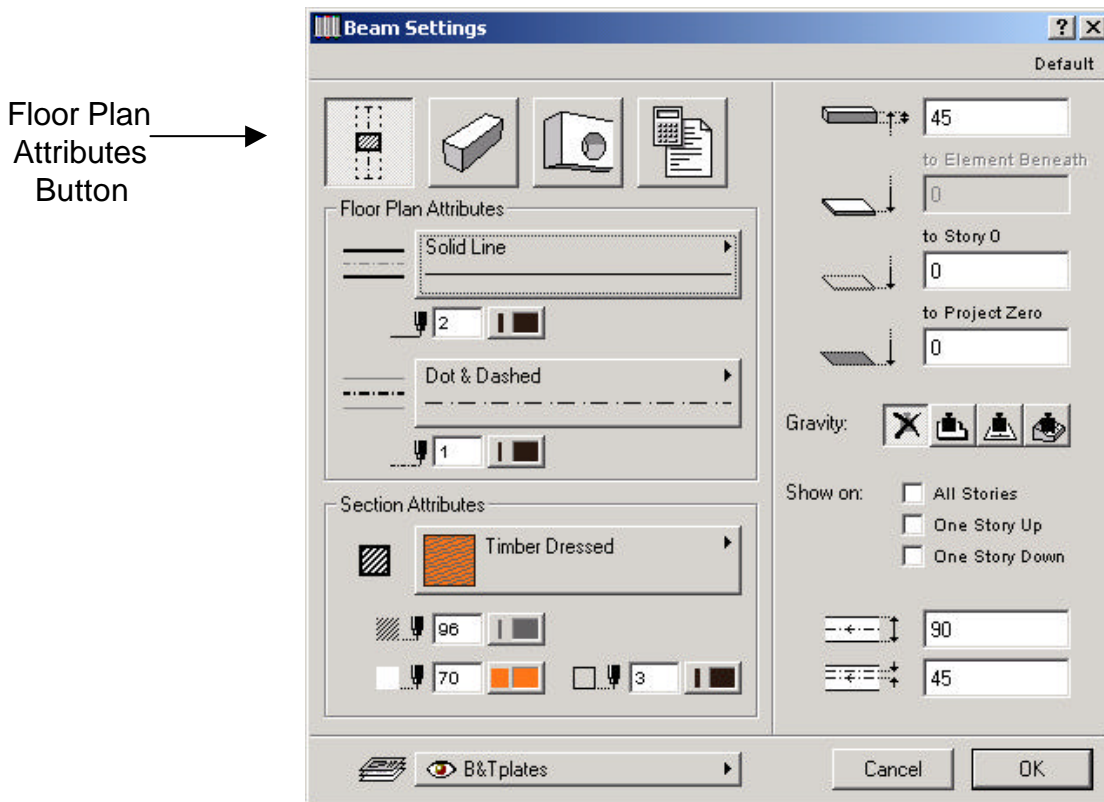 Beam Settings
Default
Floor Plan
Attributes
Button
Floor Plan Attributes
Solid Line
2
Dot & Dashed
1
Section Attributes
Timber Dressed
96
70
3
45
to Element Beneath
0
to Story 0
0
to Project Zero
0
Gravity:
Show on:
All Stories
One Story Up
One Story Down
90
45
B&Tplates
Cancel
OK